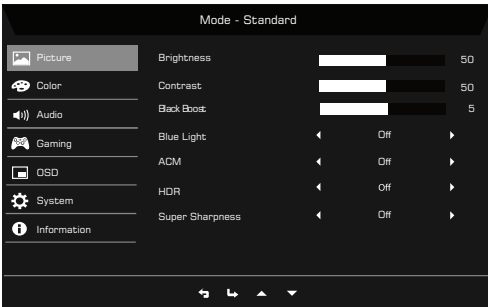 Mode - Standard
Picture
Color
Audio
Gaming
OSD
System
Information
Brightness 50
Contrast 50
Black Boost 5
Blue Light Off
ACM Off
HDR Off
Super Sharpness Off